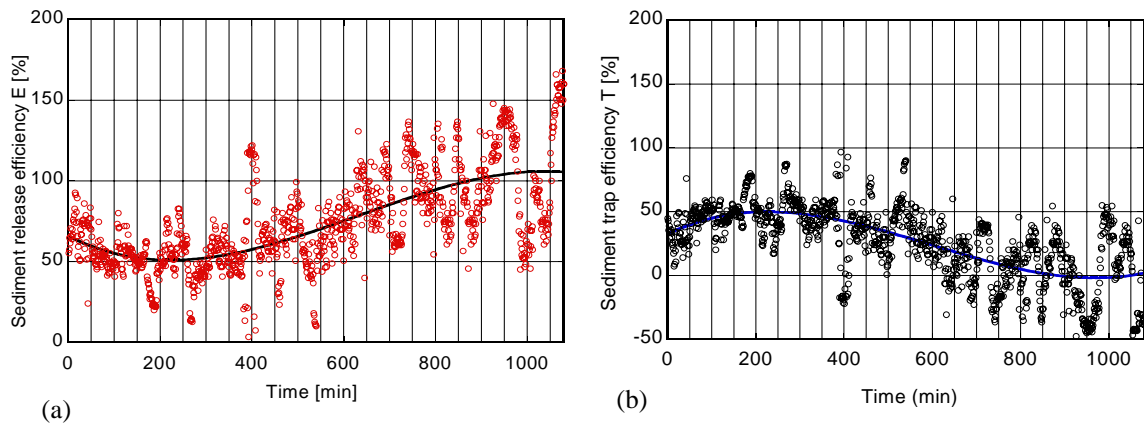 Sediment release efficiency E [%]
200
150
100
50
0
0 200 400 600 800 1000
Time [min]
(a)
Sediment trap efficiency T [%]
200
150
100
50
0
-50
0 200 400 600 800 1000
Time (min)
(b)